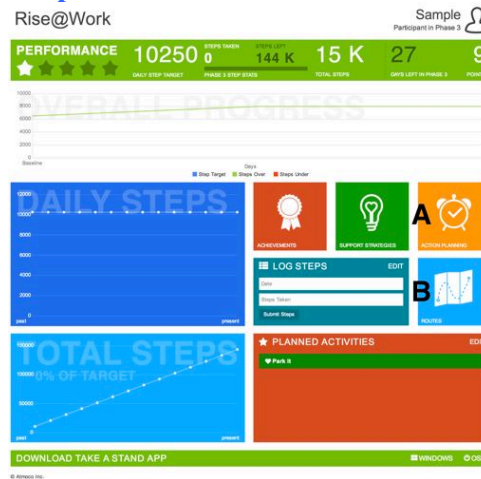 Rise@Work
Sample
Participant in Phase 3
PERFORMANCE
10250
DAILY STEP TARGET
STEPS TAKEN
0
STEPS LEFT
144 K
PHASE 3 STEP STATS
15 K
TOTAL STEPS
27
DAYS LEFT IN PHASE 3
9
POIN
OVERALL PROGRESS
10000
8000
6000
4000
2000
0
Baseline
Days
Step Target Steps Over Steps Under
DAILY STEPS
12000
10000
8000
6000
4000
2000
0
past present
ACHIEVEMENTS
SUPPORT STRATEGIES
A
ACTION PLANNING
LOG STEPS EDIT
Date
Steps Taken
Submit Steps
B
ROUTES
TOTAL STEPS
0% OF TARGET
150000
100000
50000
0
past present
PLANNED ACTIVITIES EDI
Park It
DOWNLOAD TAKE A STAND APP
WINDOWS OS